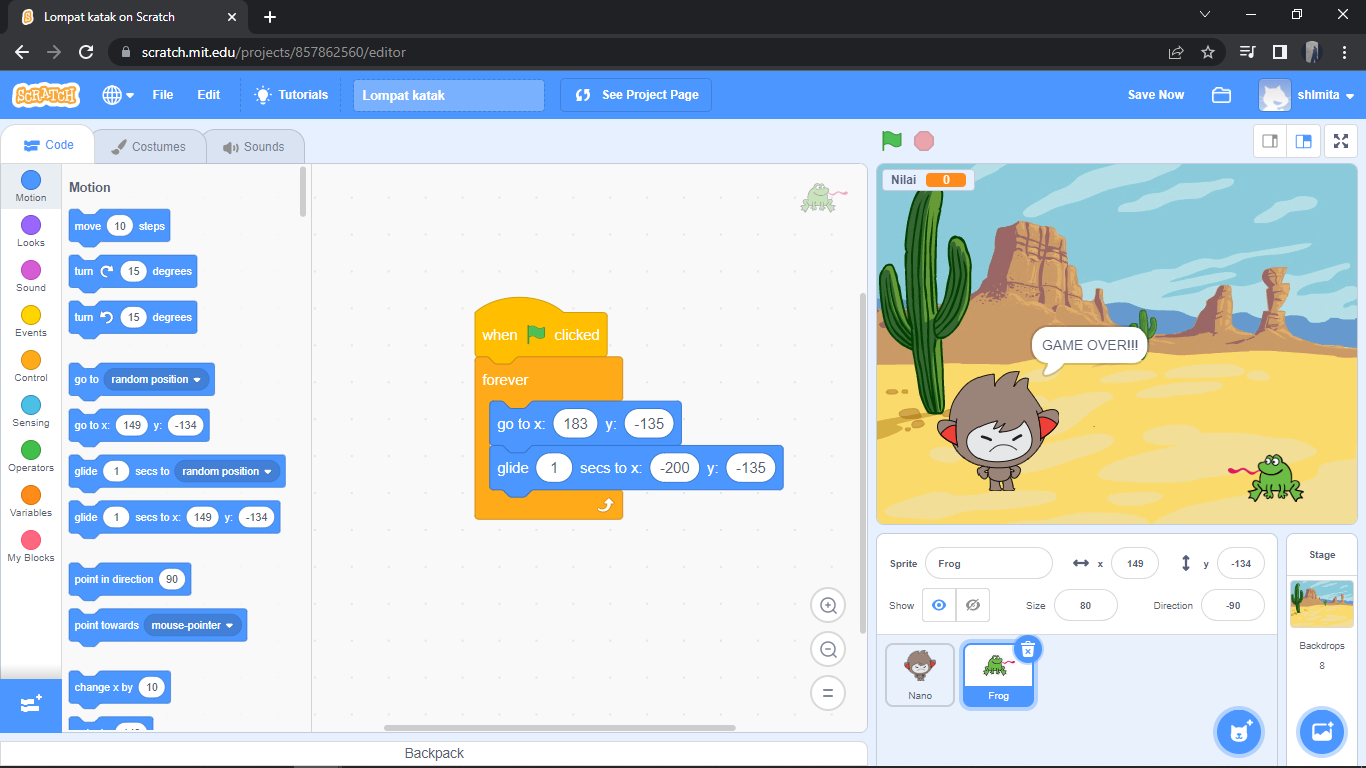 Lompat katak on Scratch
scratch.mit.edu/projects/857862560/editor
SCRATCH
File Edit Tutorials Lompat katak See Project Page Save Now shlmita
Code Costumes Sounds
Motion
Looks
Sound
Events
Control
Sensing
Operators
Variables
My Blocks
Motion
move 10 steps
turn 15 degrees
turn 15 degrees
go to random position
go to x: 149 y: -134
glide 1 secs to random position
glide 1 secs to x: 149 y: -134
point in direction 90
point towards mouse-pointer
change x by 10
when clicked
forever
go to x: 183 y: -135
glide 1 secs to x: -200 y: -135
Backpack
Nilai 0
GAME OVER!!!
Sprite Frog x 149 y -134
Show Size 80 Direction -90
Nano
Frog
Stage
Backdrops
8